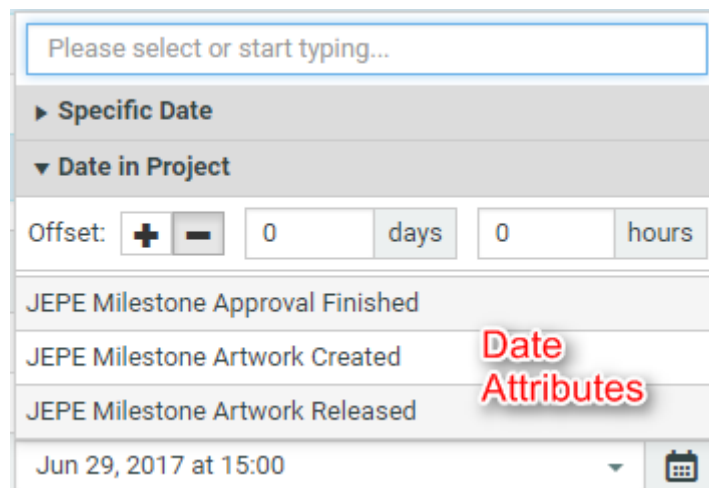 Please select or start typing...
Specific Date
Date in Project
Offset: + − 0 days 0 hours
JEPE Milestone Approval Finished
JEPE Milestone Artwork Created
JEPE Milestone Artwork Released
Date
Attributes
Jun 29, 2017 at 15:00